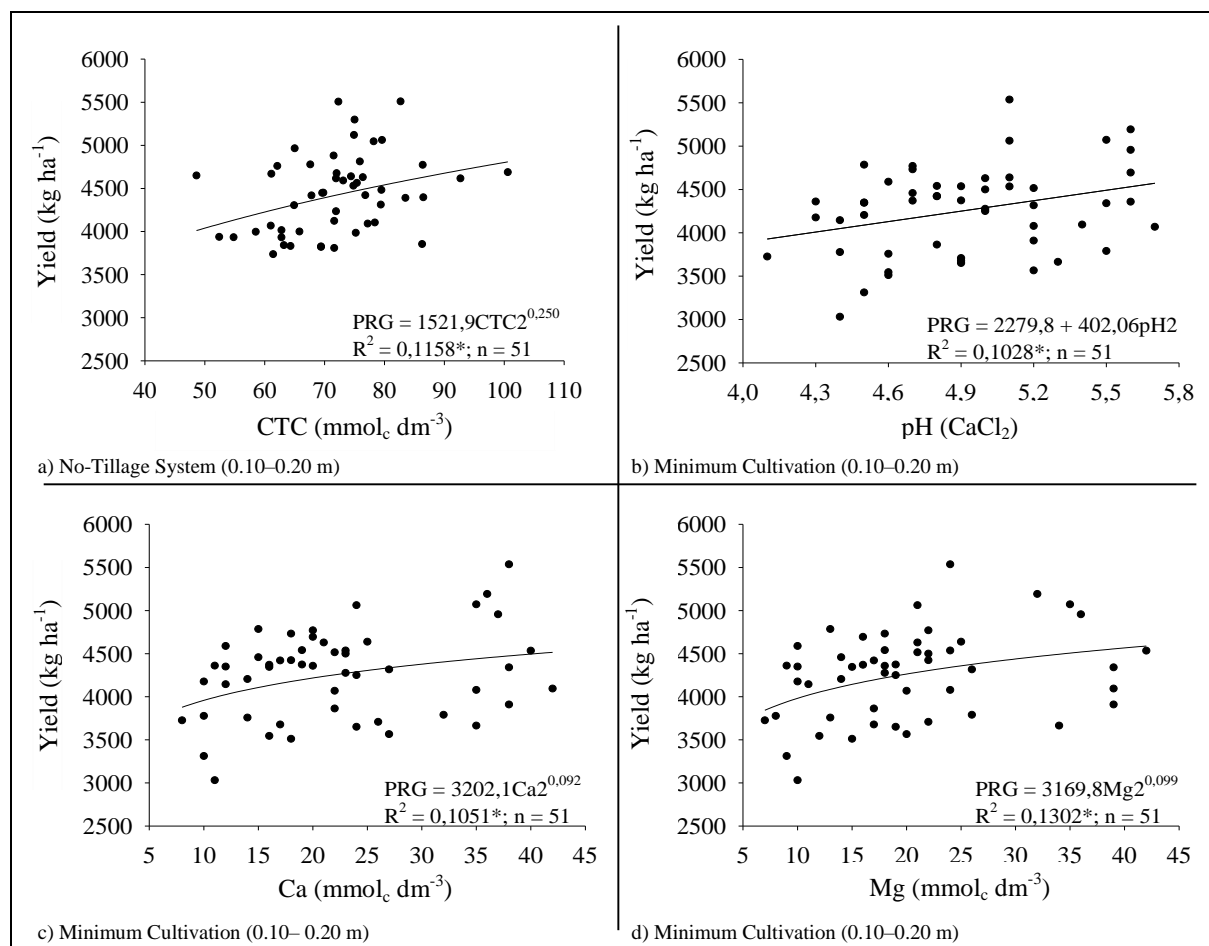 6000
5500
5000
4500
4000
3500
3000
2500
Yield (kg ha-1)
PRG = 1521,9CTC2^0,250
R2 = 0,1158*; n = 51
40 50 60 70 80 90 100 110
CTC (mmolc dm-3)
a) No-Tillage System (0.10–0.20 m)
6000
5500
5000
4500
4000
3500
3000
2500
Yield (kg ha-1)
PRG = 2279,8 + 402,06pH2
R2 = 0,1028*; n = 51
4,0 4,3 4,6 4,9 5,2 5,5 5,8
pH (CaCl2)
b) Minimum Cultivation (0.10–0.20 m)
6000
5500
5000
4500
4000
3500
3000
2500
Yield (kg ha-1)
PRG = 3202,1Ca2^0,092
R2 = 0,1051*; n = 51
5 10 15 20 25 30 35 40 45
Ca (mmolc dm-3)
c) Minimum Cultivation (0.10– 0.20 m)
6000
5500
5000
4500
4000
3500
3000
2500
Yield (kg ha-1)
PRG = 3169,8Mg2^0,099
R2 = 0,1302*; n = 51
5 10 15 20 25 30 35 40 45
Mg (mmolc dm-3)
d) Minimum Cultivation (0.10–0.20 m)